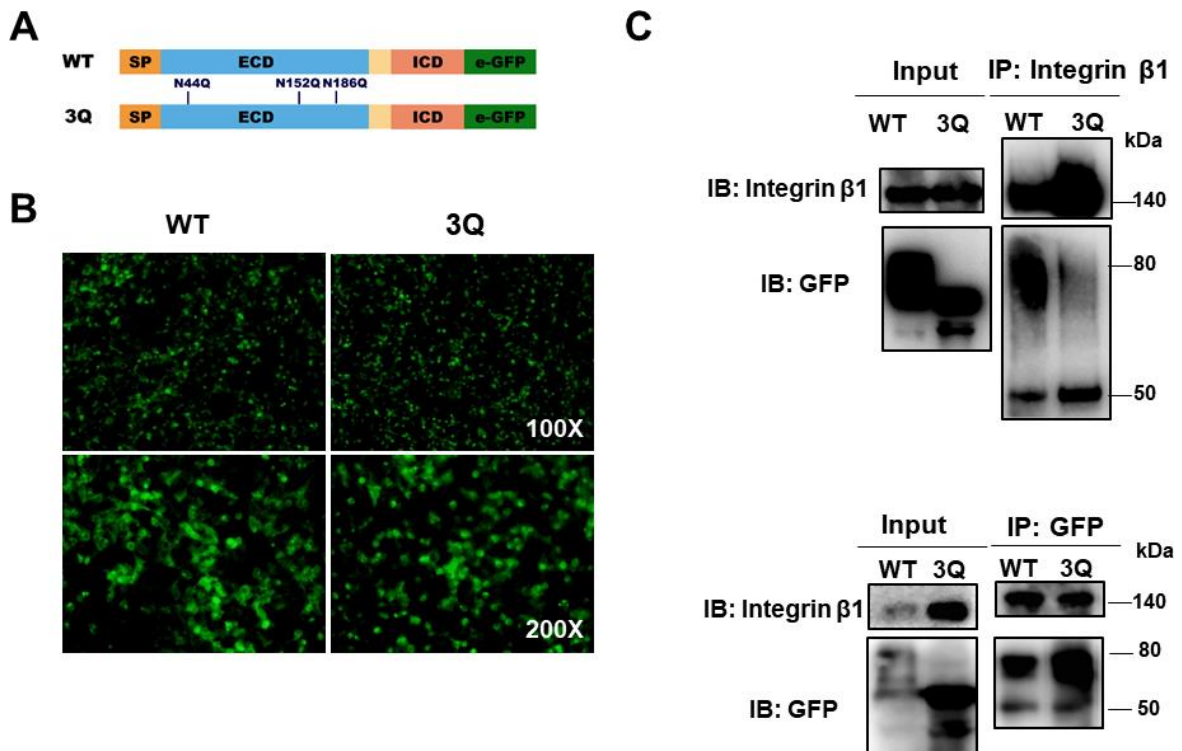 A
WT
SP
ECD
ICD
e-GFP
N44Q
N152Q
N186Q
3Q
SP
ECD
ICD
e-GFP
B
WT
3Q
100X
200X
C
Input
IP: Integrin β1
WT
3Q
WT
3Q
kDa
IB: Integrin β1
140
IB: GFP
80
50
Input
IP: GFP
WT
3Q
WT
3Q
kDa
IB: Integrin β1
140
IB: GFP
80
50